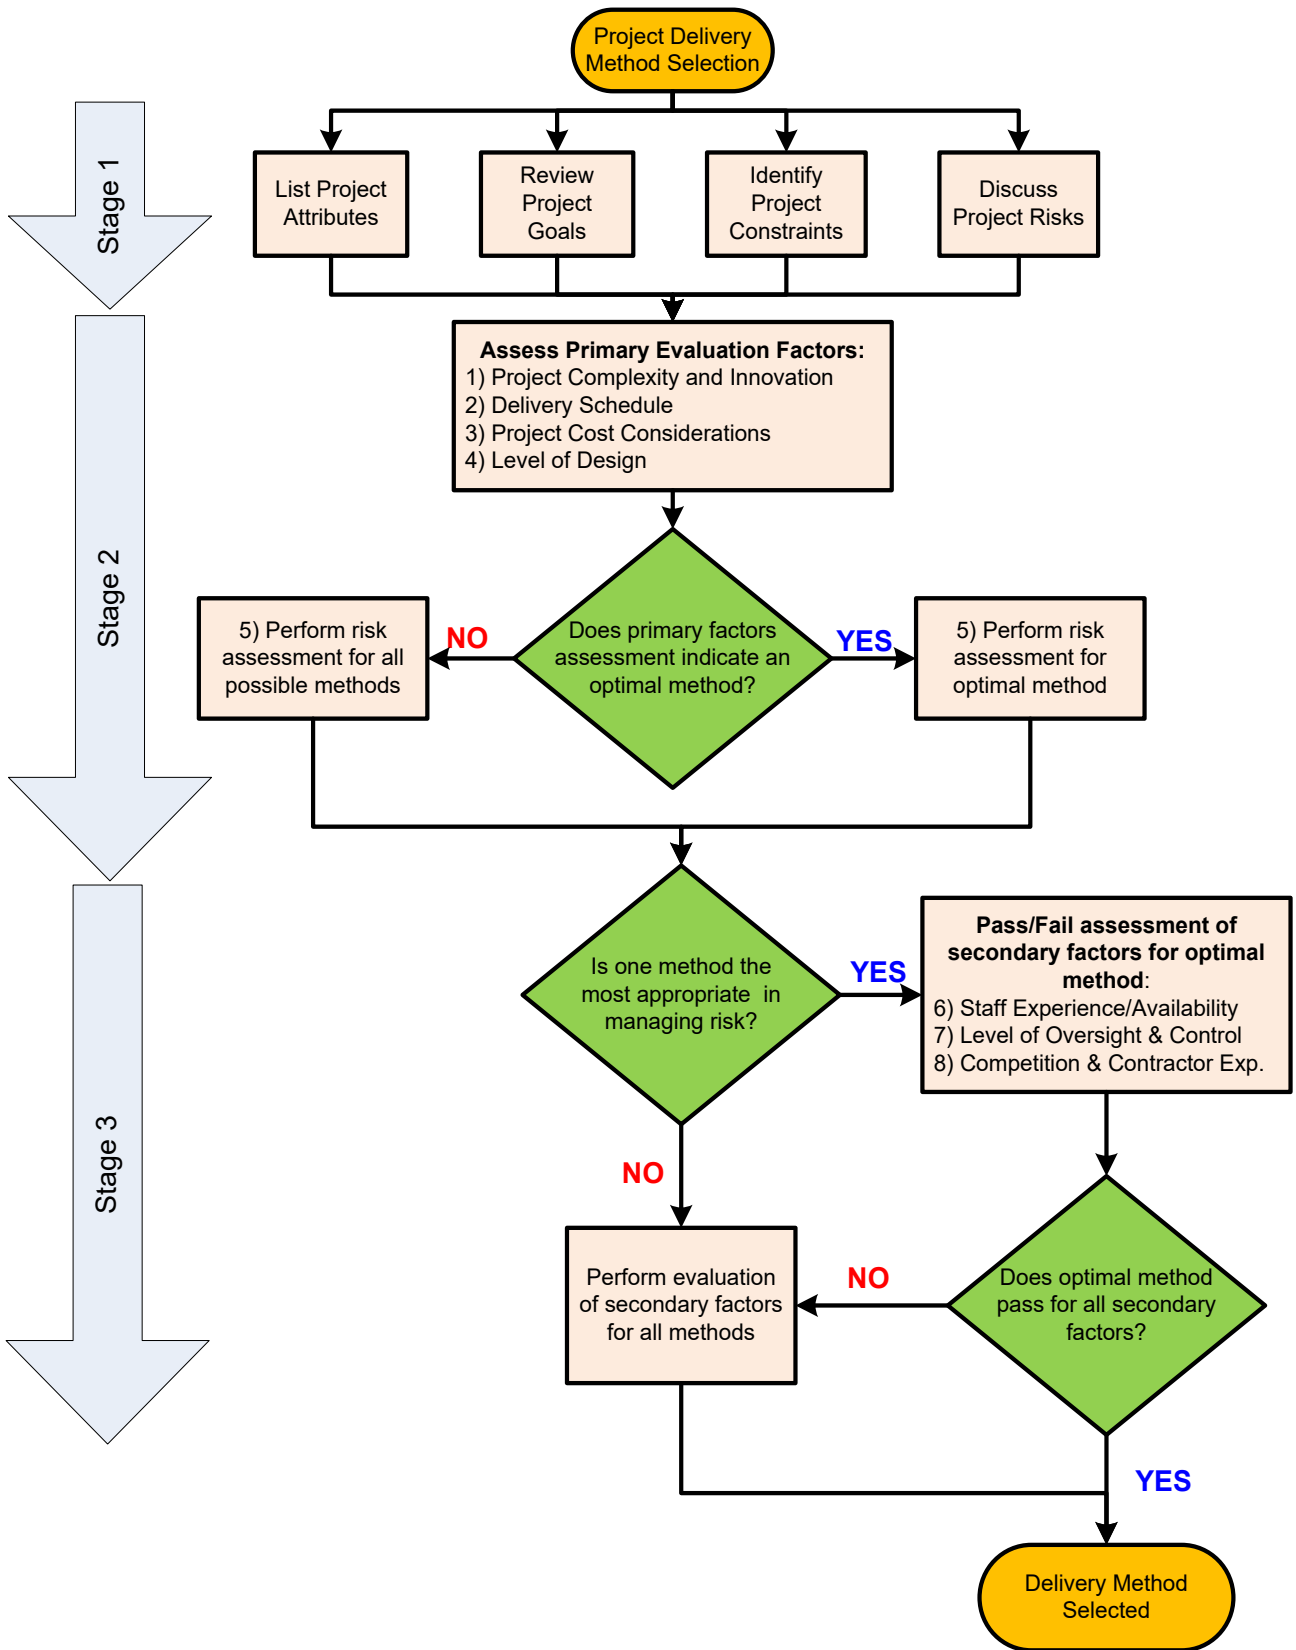 Project Delivery
Method Selection
Stage 1
List Project
Attributes
Review
Project
Goals
Identify
Project
Constraints
Discuss
Project Risks
Stage 2
Assess Primary Evaluation Factors:
1) Project Complexity and Innovation
2) Delivery Schedule
3) Project Cost Considerations
4) Level of Design
5) Perform risk
assessment for all
possible methods
NO
Does primary factors
assessment indicate an
optimal method?
YES
5) Perform risk
assessment for
optimal method
Stage 3
Is one method the
most appropriate in
managing risk?
YES
Pass/Fail assessment of
secondary factors for optimal
method:
6) Staff Experience/Availability
7) Level of Oversight & Control
8) Competition & Contractor Exp.
NO
Perform evaluation
of secondary factors
for all methods
NO
Does optimal method
pass for all secondary
factors?
YES
Delivery Method
Selected